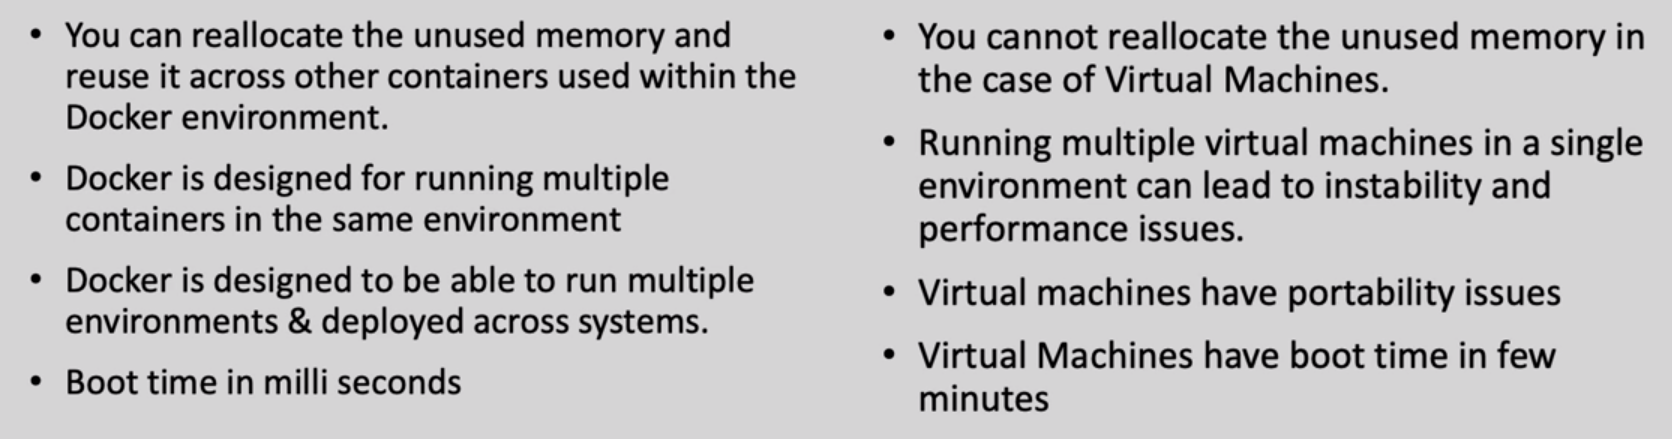 • You can reallocate the unused memory and
reuse it across other containers used within the
Docker environment.
• Docker is designed for running multiple
containers in the same environment
• Docker is designed to be able to run multiple
environments & deployed across systems.
• Boot time in milli seconds
• You cannot reallocate the unused memory in
the case of Virtual Machines.
• Running multiple virtual machines in a single
environment can lead to instability and
performance issues.
• Virtual machines have portability issues
• Virtual Machines have boot time in few
minutes